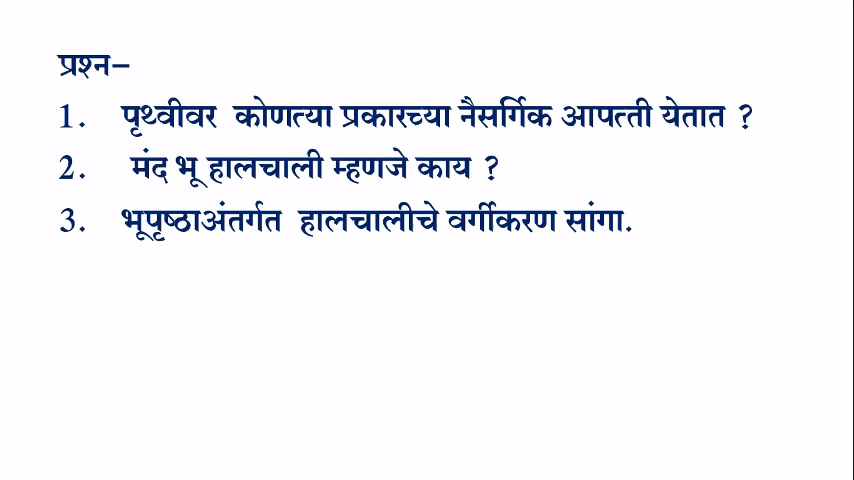 प्रश्न–
1. पृथ्वीवर कोणत्या प्रकारच्या नैसर्गिक आपत्ती येतात ?
2. मंद भू हालचाली म्हणजे काय ?
3. भूपृष्ठाअंतर्गत हालचालीचे वर्गीकरण सांगा.